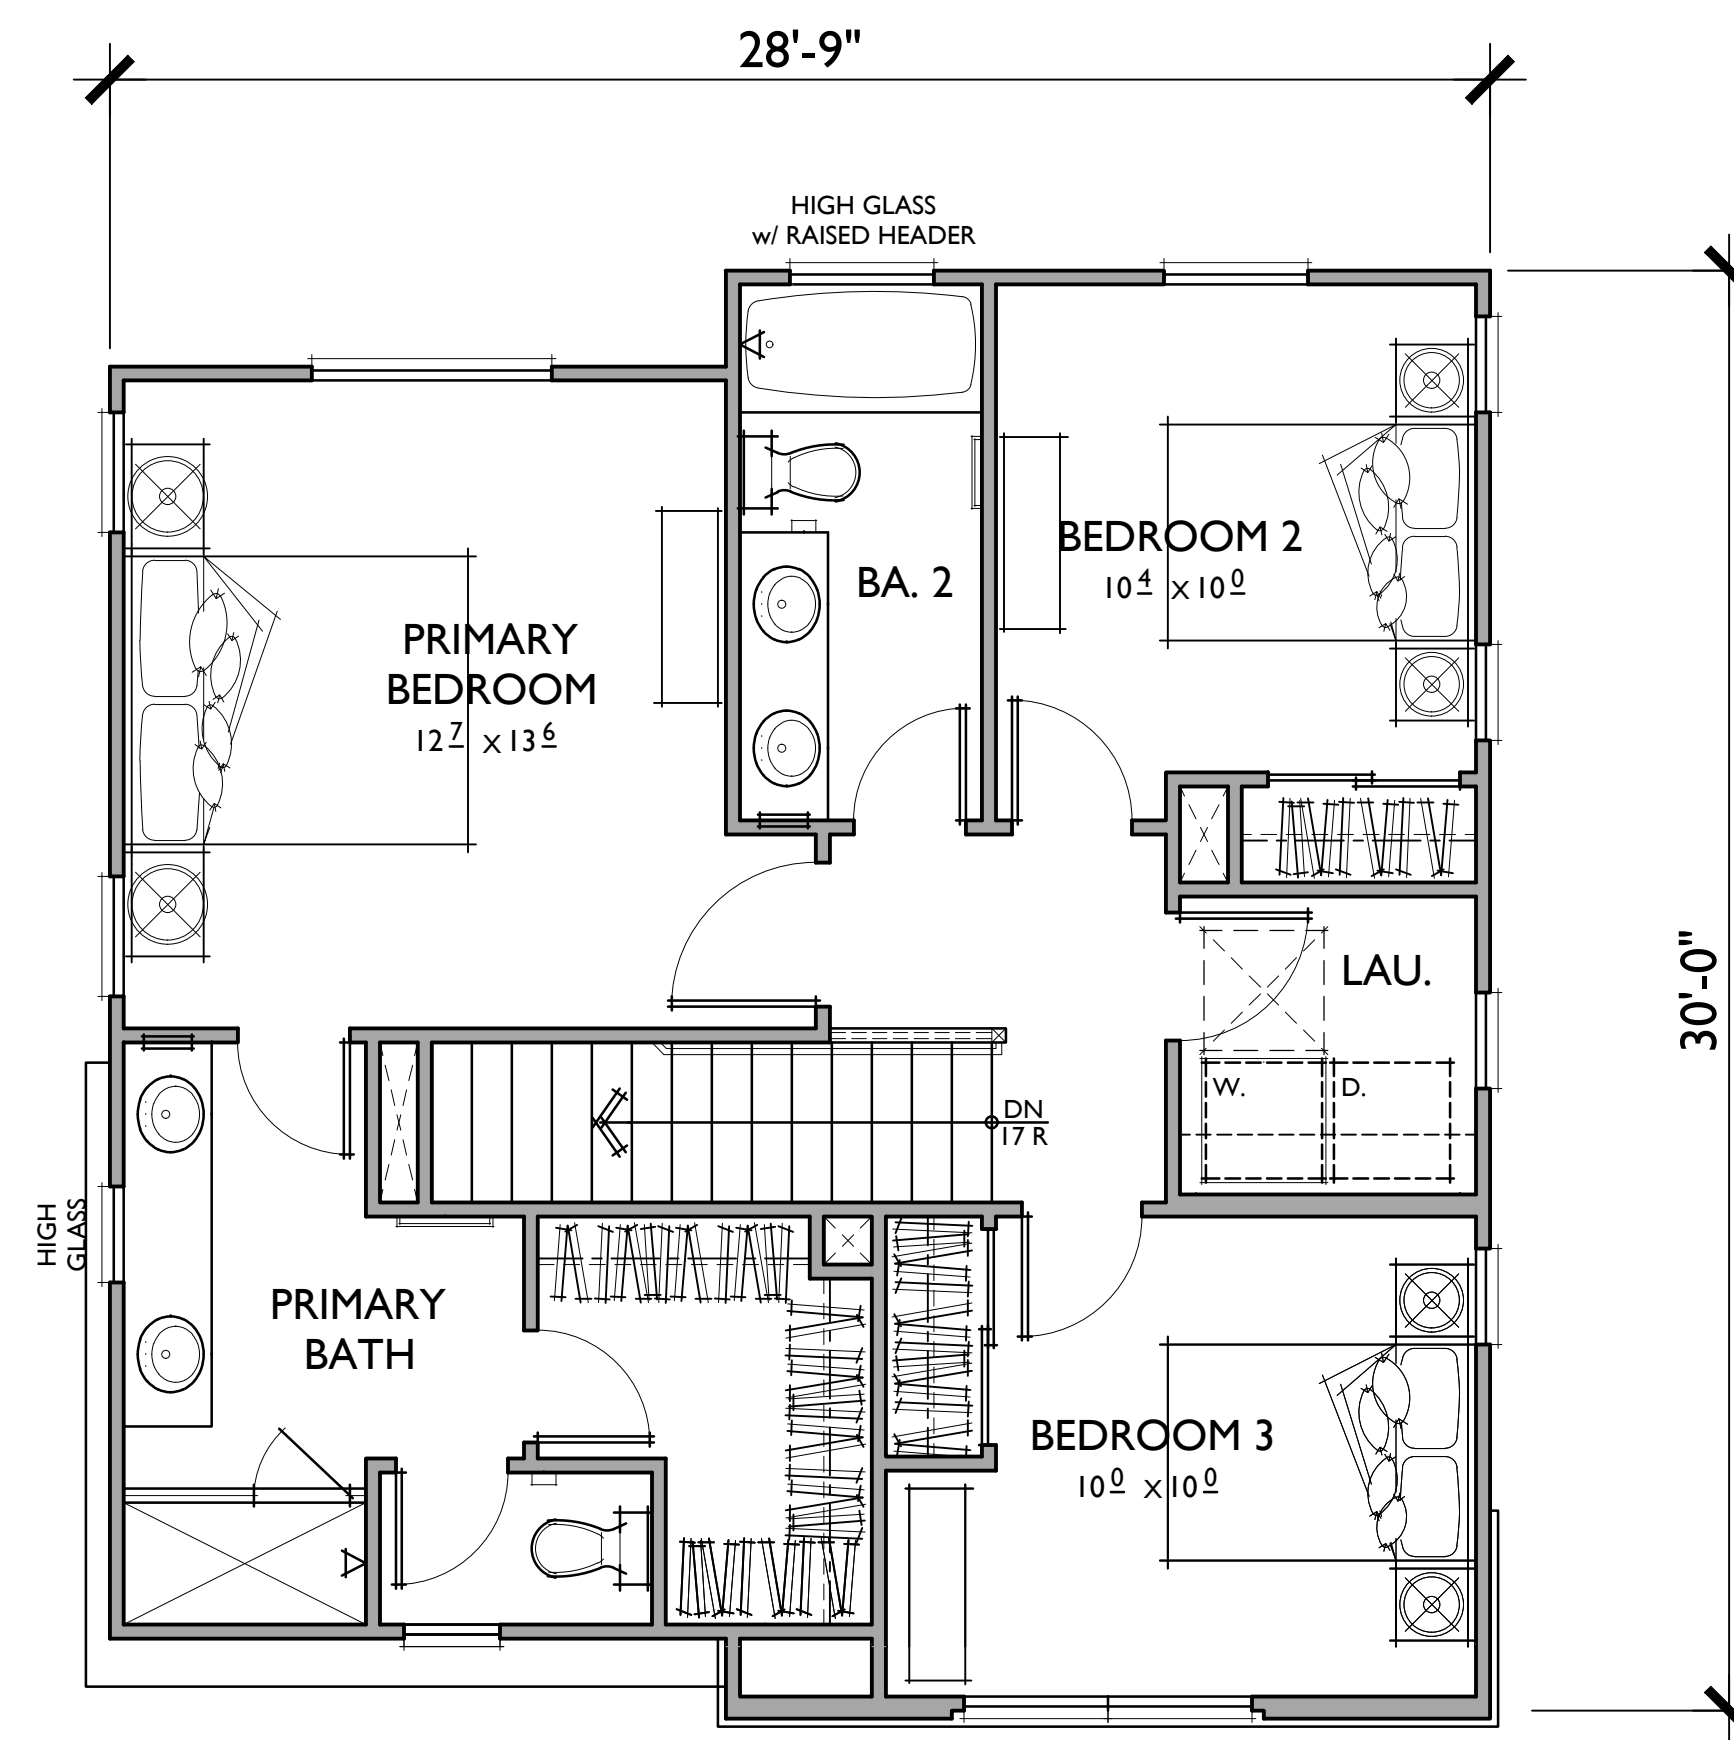 28'-9"
HIGH GLASS
w/ RAISED HEADER
BEDROOM 2
10 4 x 10 0
BA. 2
PRIMARY
BEDROOM
12 7 x 13 6
LAU.
30'-0"
W.
D.
DN
17 R
HIGH
GLASS
PRIMARY
BATH
BEDROOM 3
10 0 x 10 0